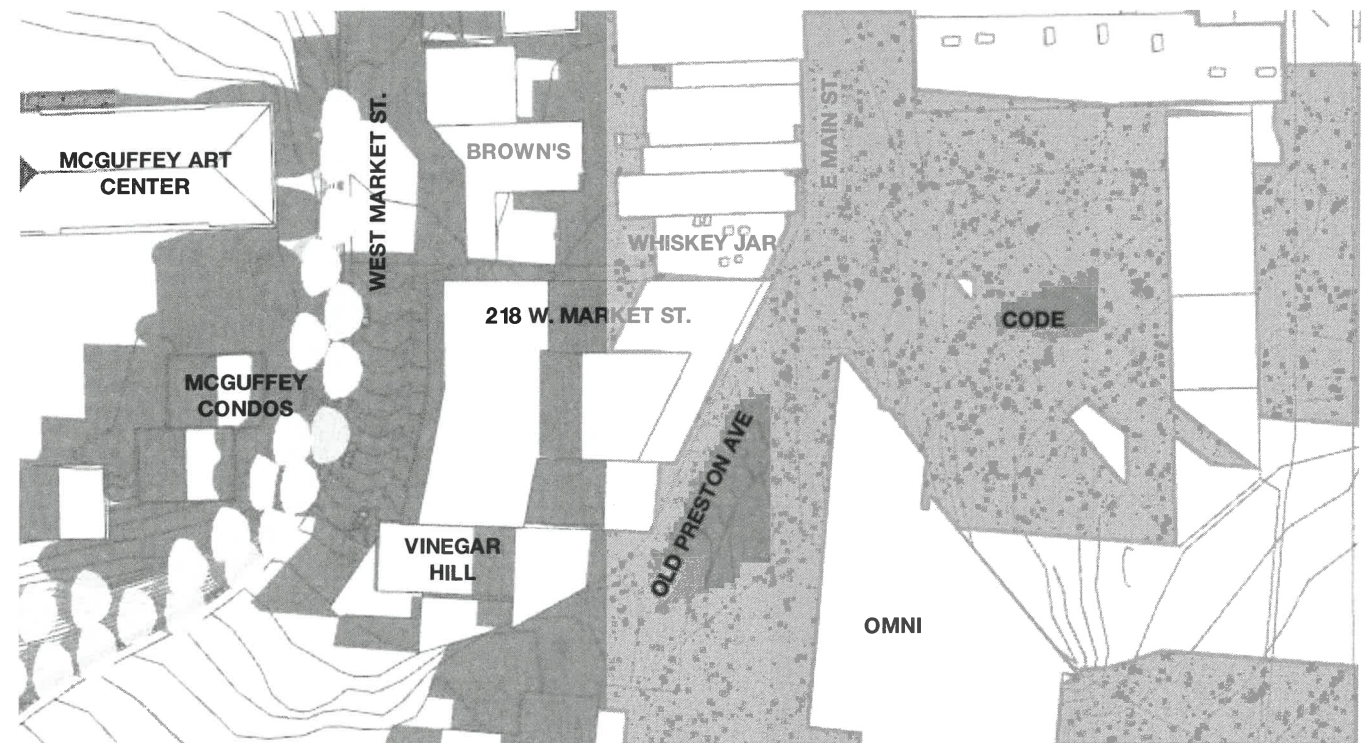 MCGUFFEY ART
CENTER
WEST MARKET ST.
BROWN'S
E MAIN ST.
WHISKEY JAR
218 W. MARKET ST.
CODE
MCGUFFEY
CONDOS
OLD PRESTON AVE
VINEGAR
HILL
OMNI